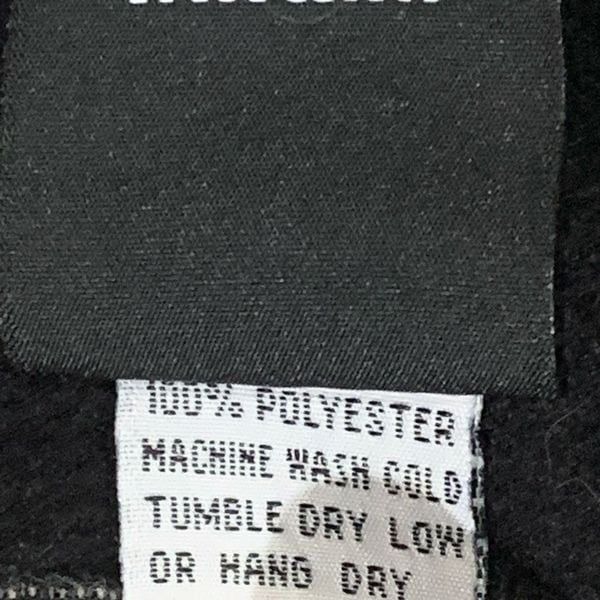 100% POLYESTER
MACHINE WASH COLD
TUMBLE DRY LOW
OR HANG DRY